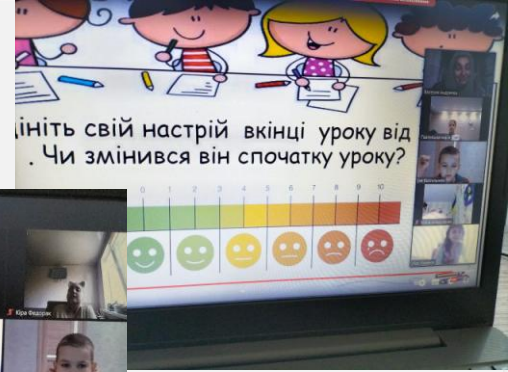 ініть свій настрій вкінці уроку від
. Чи змінився він спочатку уроку?
0 1 2 3 4 5 6 7 8 9 10
Юра Федорак